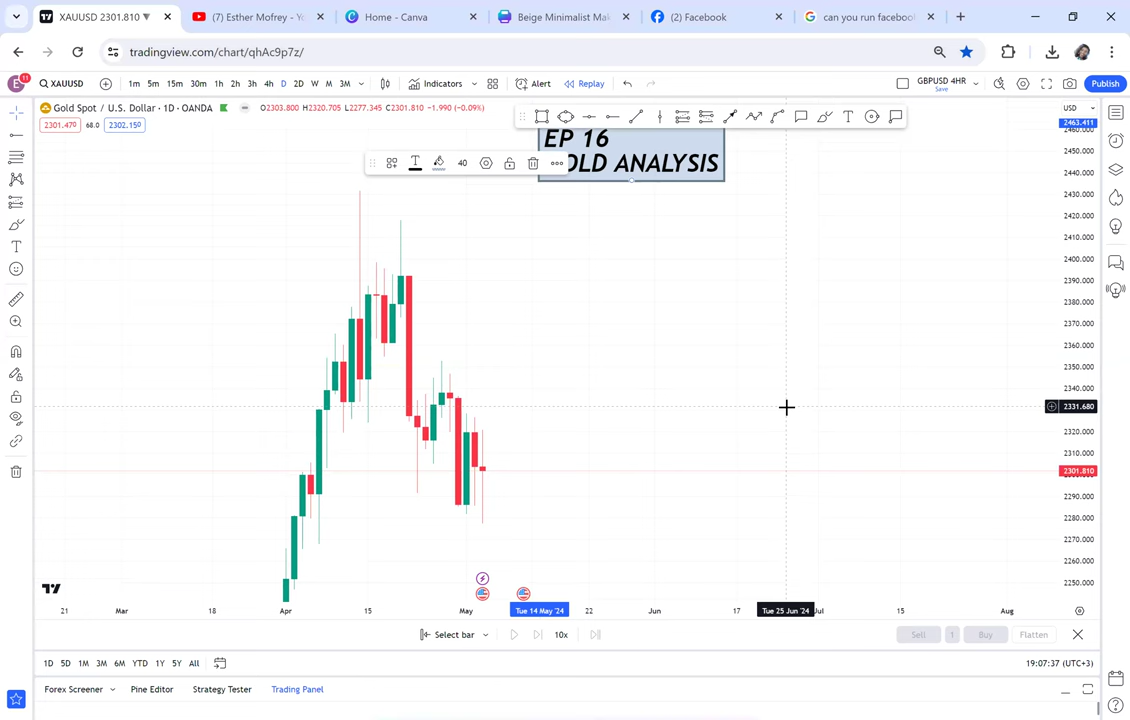 XAUUSD 2301.810 ▼
(7) Esther Mofrey - Yo
Home - Canva
Beige Minimalist Mak
(2) Facebook
can you run facebook
tradingview.com/chart/qhAc9p7z/
E 11 XAUUSD 1m 5m 15m 30m 1h 2h 3h 4h D 2D W M 3M Indicators Alert Replay GBPUSD 4HR Save Publish
Gold Spot / U.S. Dollar · 1D · OANDA O2303.800 H2320.705 L2277.345 C2301.810 -1.990 (-0.09%) USD
2301.470 68.0 2302.150
2463.411
2460.000
EP 16
OLD ANALYSIS
40
2450.000
2440.000
2430.000
2420.000
2410.000
2400.000
2390.000
2380.000
2370.000
2360.000
2350.000
2340.000
2331.680
2320.000
2310.000
2301.810
2290.000
2280.000
2270.000
2260.000
2250.000
21 Mar 18 Apr 15 May Tue 14 May '24 22 Jun 17 Tue 25 Jun '24 Jul 15 Aug
Select bar 10x Sell 1 Buy Flatten
1D 5D 1M 3M 6M YTD 1Y 5Y All 19:07:37 (UTC+3)
Forex Screener Pine Editor Strategy Tester Trading Panel